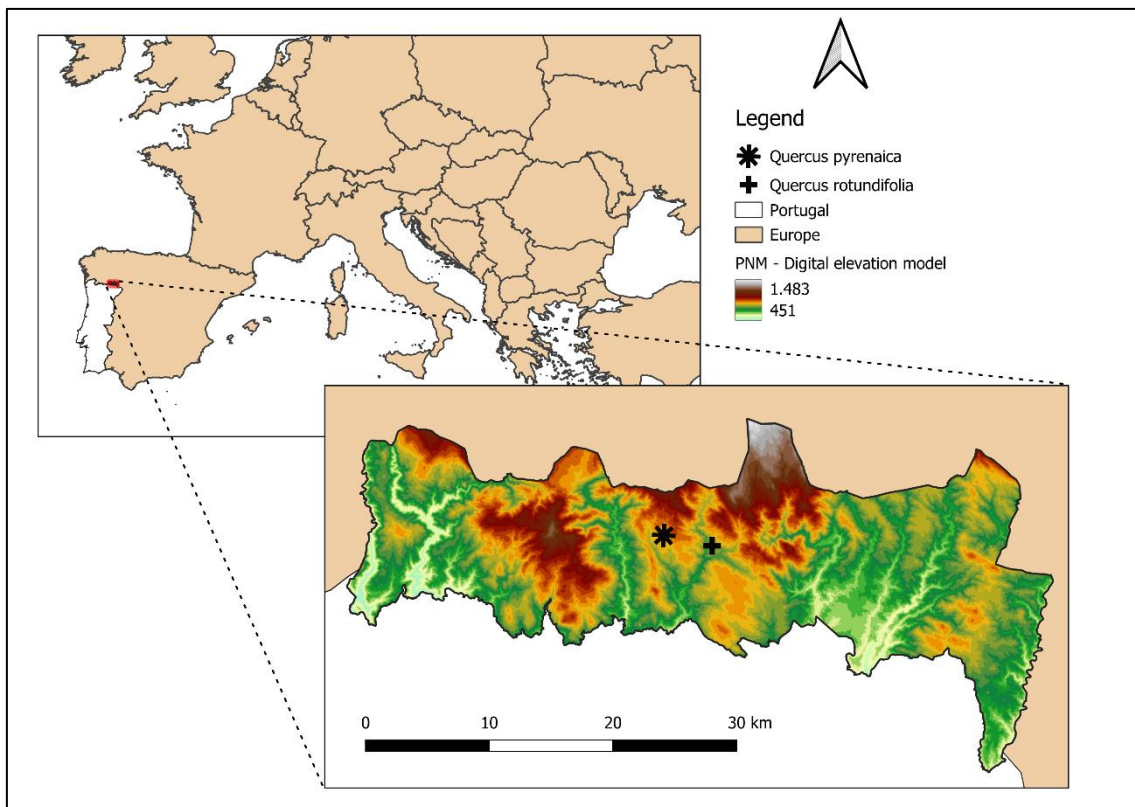 Legend
Quercus pyrenaica
Quercus rotundifolia
Portugal
Europe
PNM - Digital elevation model
1.483
451
0 10 20 30 km